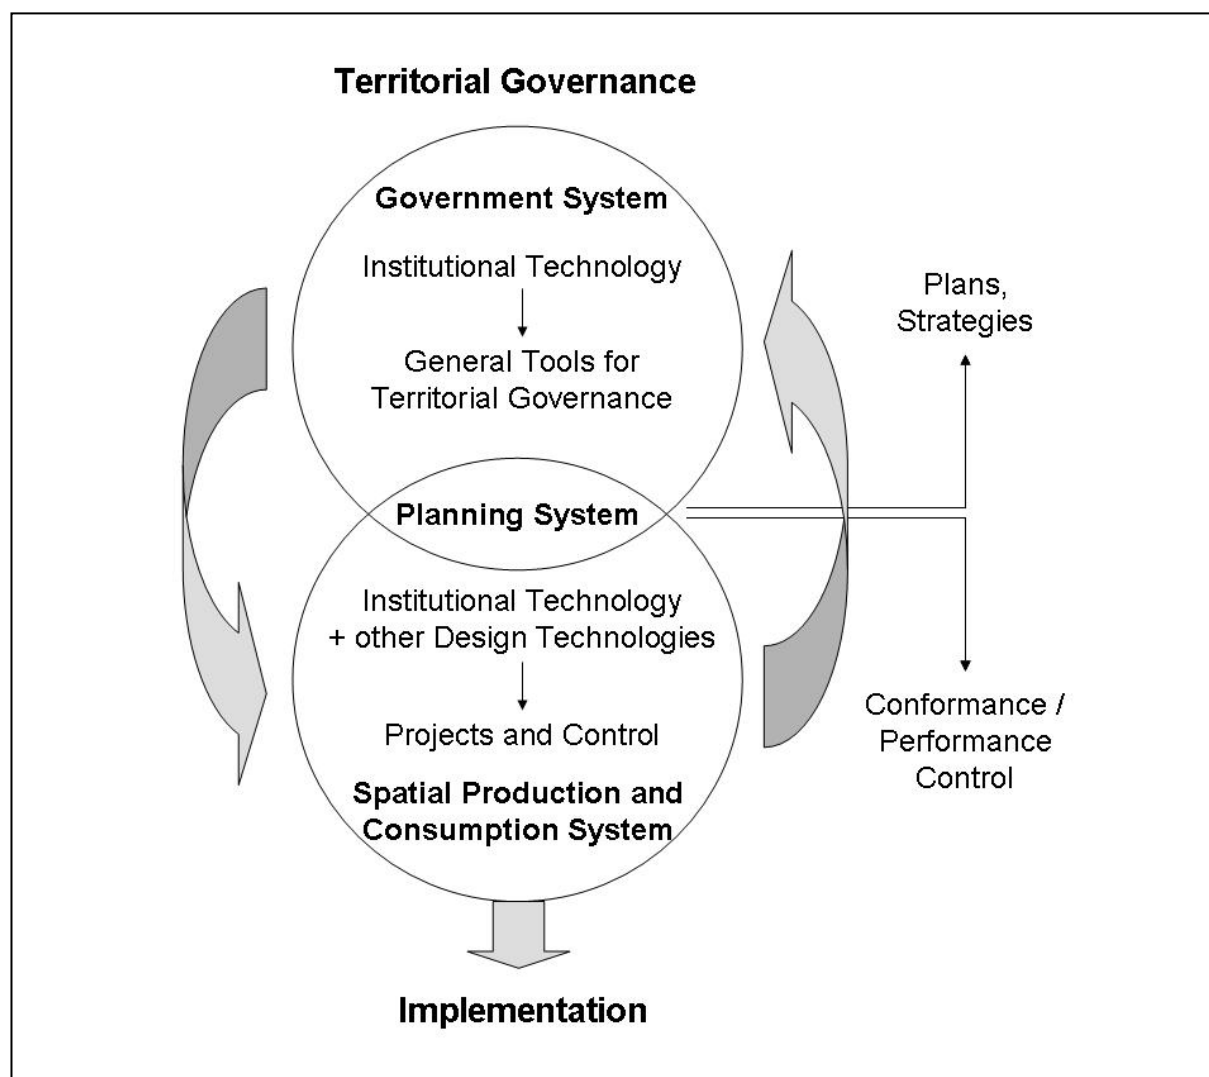 Territorial Governance
Government System
Institutional Technology
General Tools for
Territorial Governance
Planning System
Institutional Technology
+ other Design Technologies
Projects and Control
Spatial Production and
Consumption System
Implementation
Plans,
Strategies
Conformance /
Performance
Control